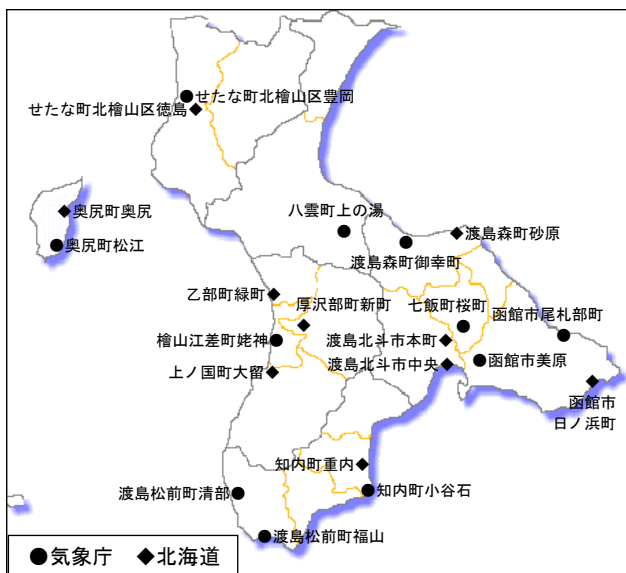 せたな町北檜山区豊岡
せたな町北檜山区徳島
奥尻町奥尻
奥尻町松江
八雲町上の湯
渡島森町砂原
渡島森町御幸町
乙部町緑町
厚沢部町新町
七飯町桜町
函館市尾札部町
檜山江差町姥神
渡島北斗市本町
函館市美原
上ノ国町大留
渡島北斗市中央
函館市
日ノ浜町
知内町重内
渡島松前町清部
知内町小谷石
渡島松前町福山
●気象庁 ◆北海道